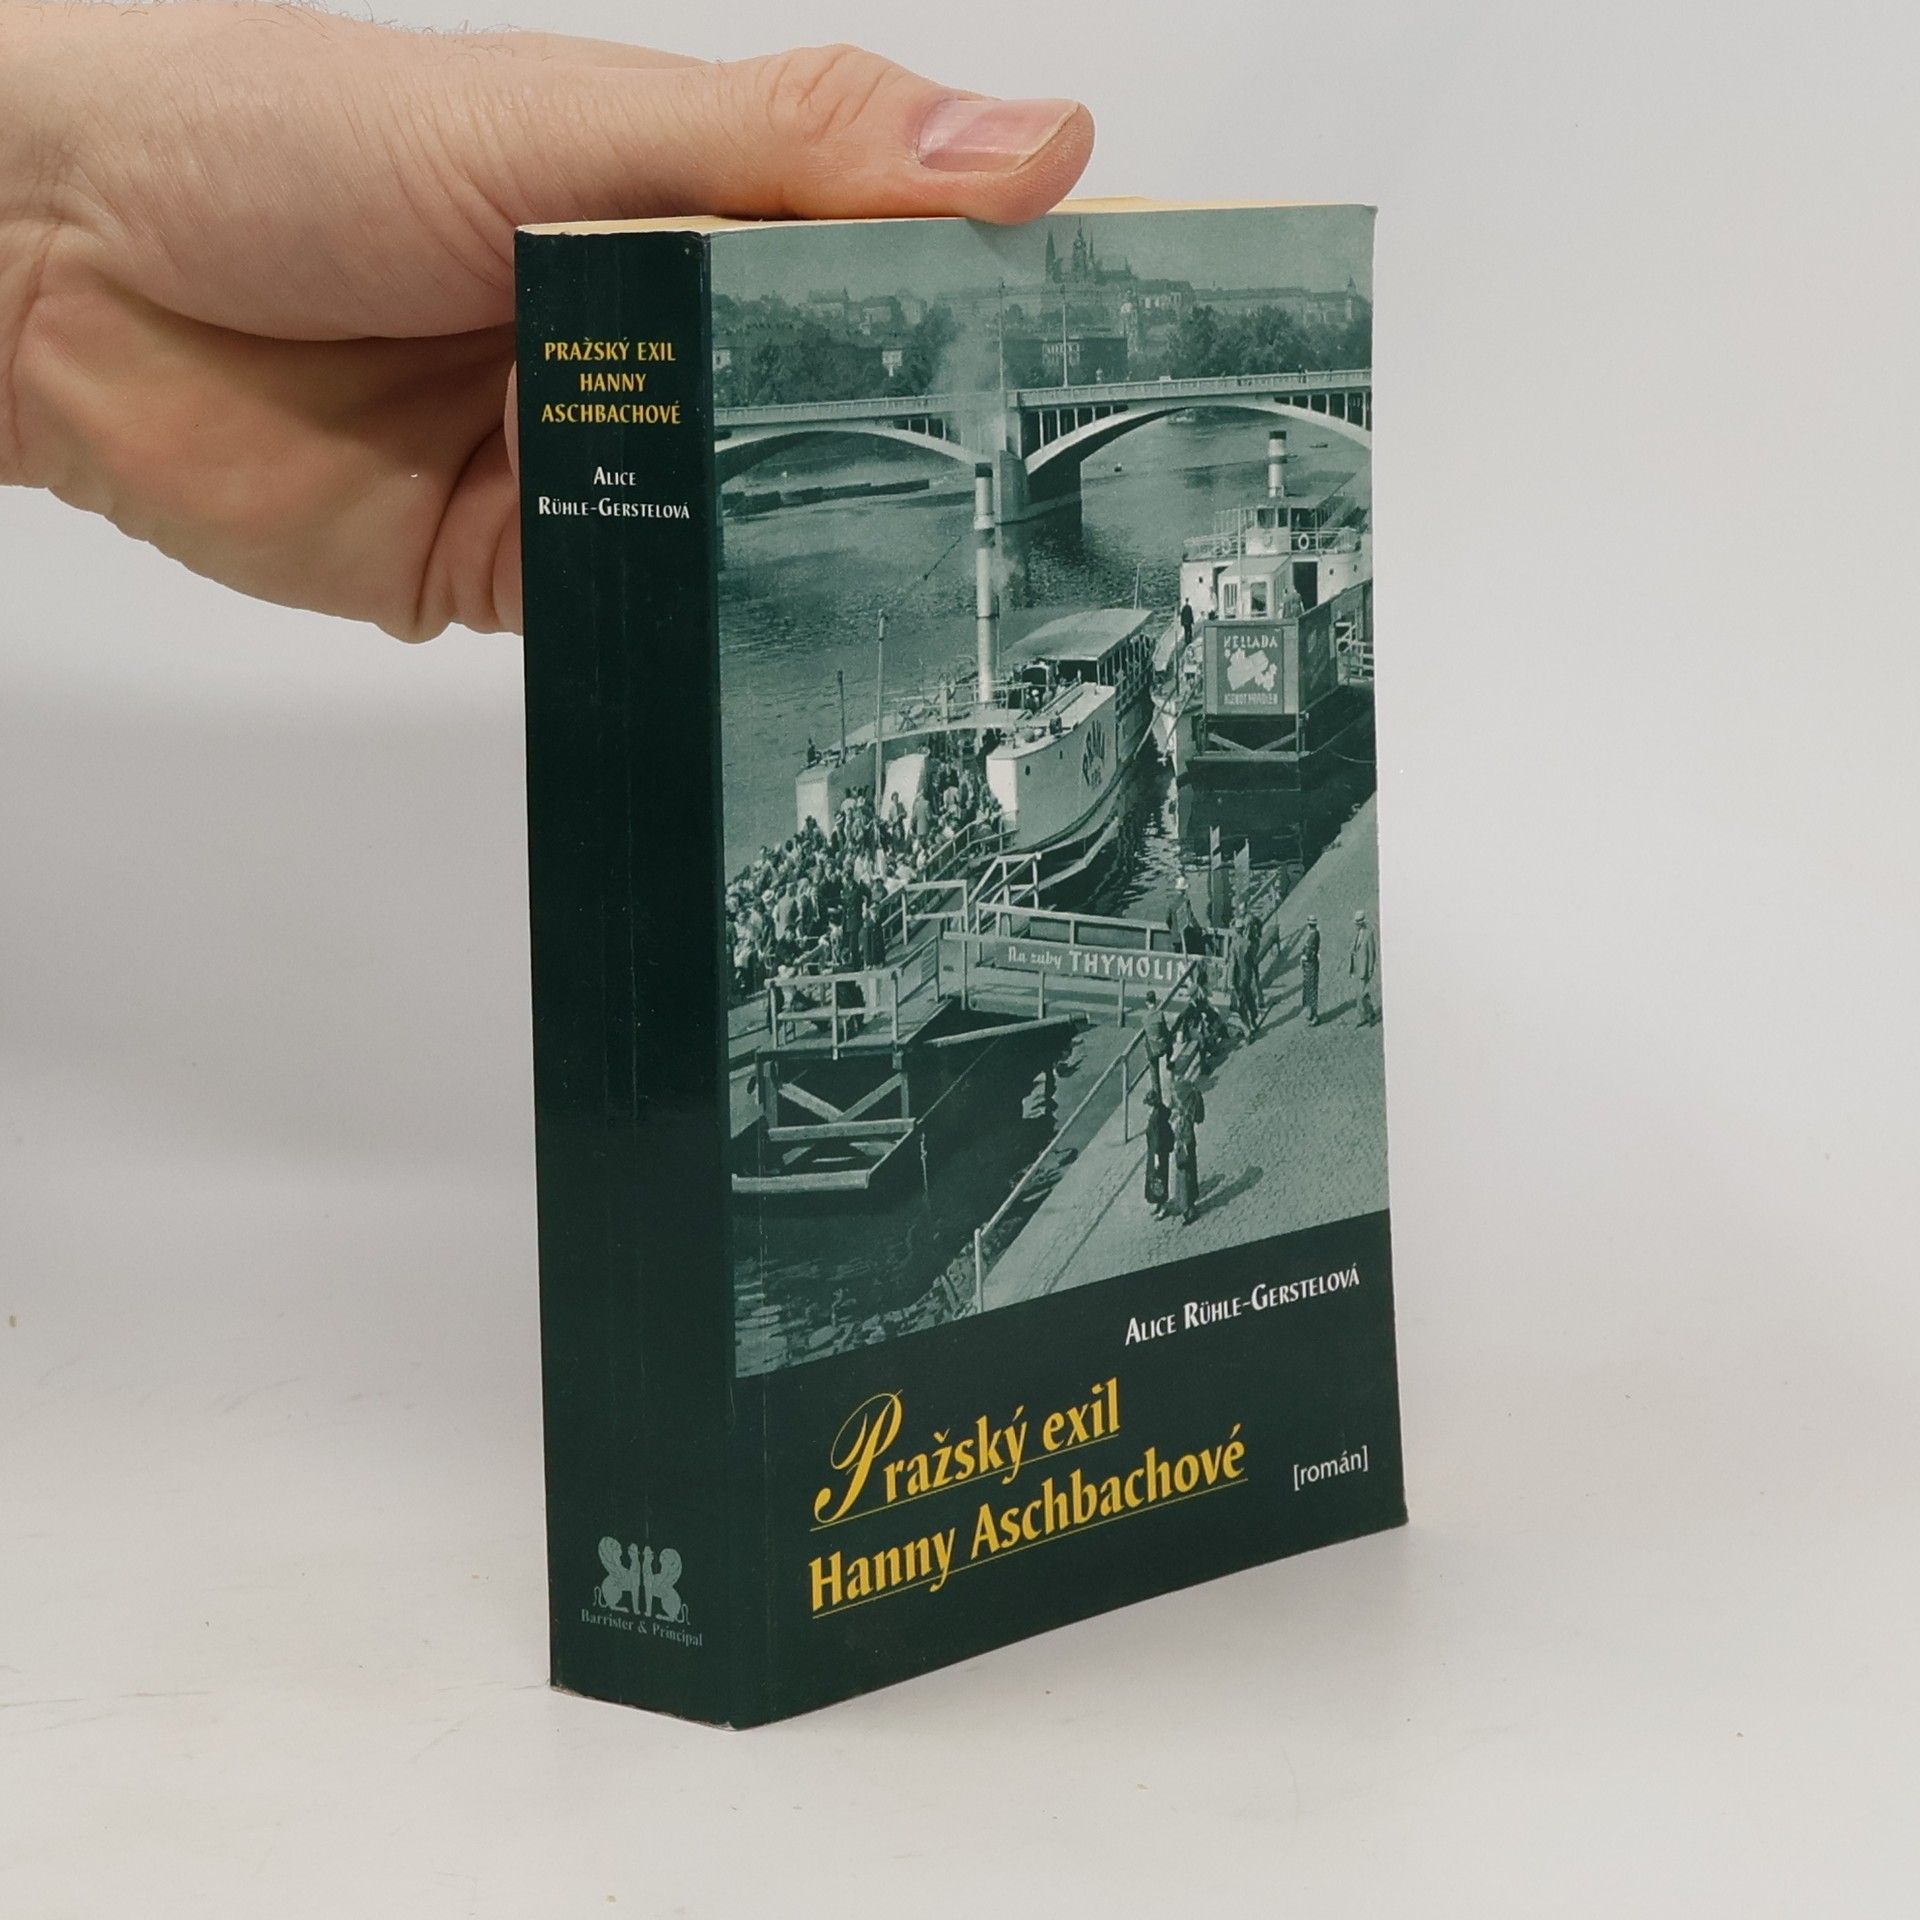 PRAŽSKÝ EXIL
HANNY
ASCHBACHOVÉ
ALICE
RÜHLE-GERSTELOVÁ
Barrister & Principal
HELLADA
Na zuby THYMOLIN
ALICE RÜHLE-GERSTELOVÁ
Pražský exil
Hanny Aschbachové
[román]